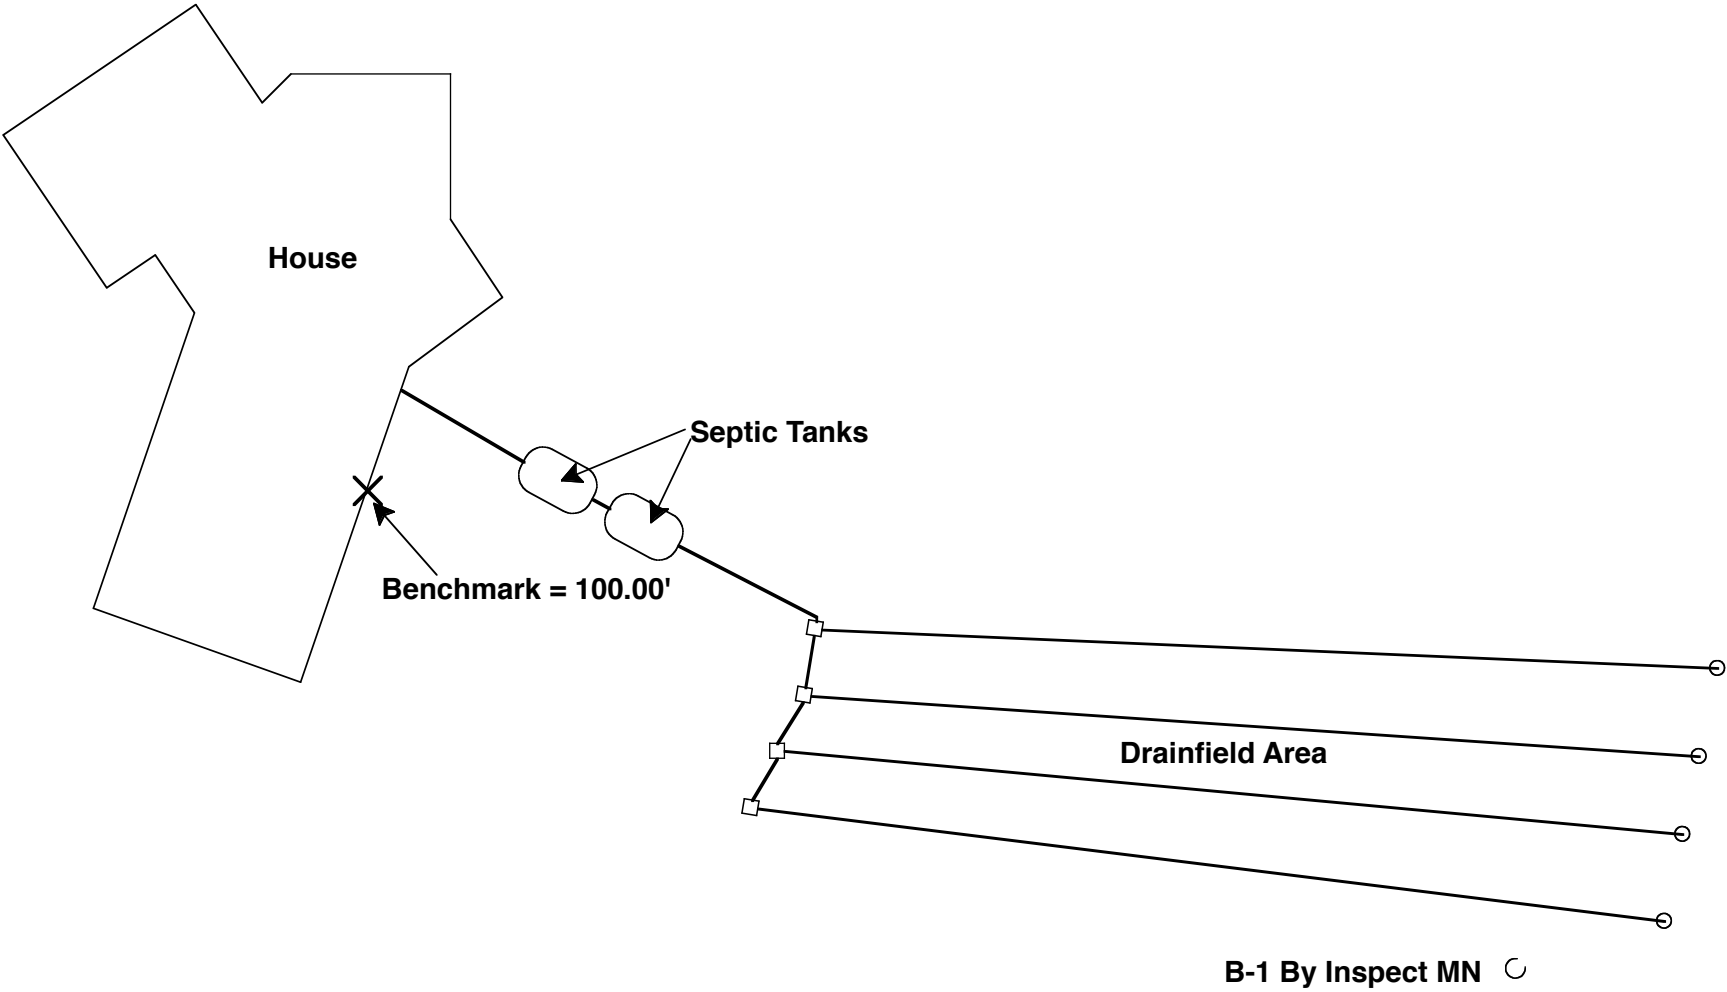 House
Septic Tanks
Benchmark = 100.00'
Drainfield Area
B-1 By Inspect MN